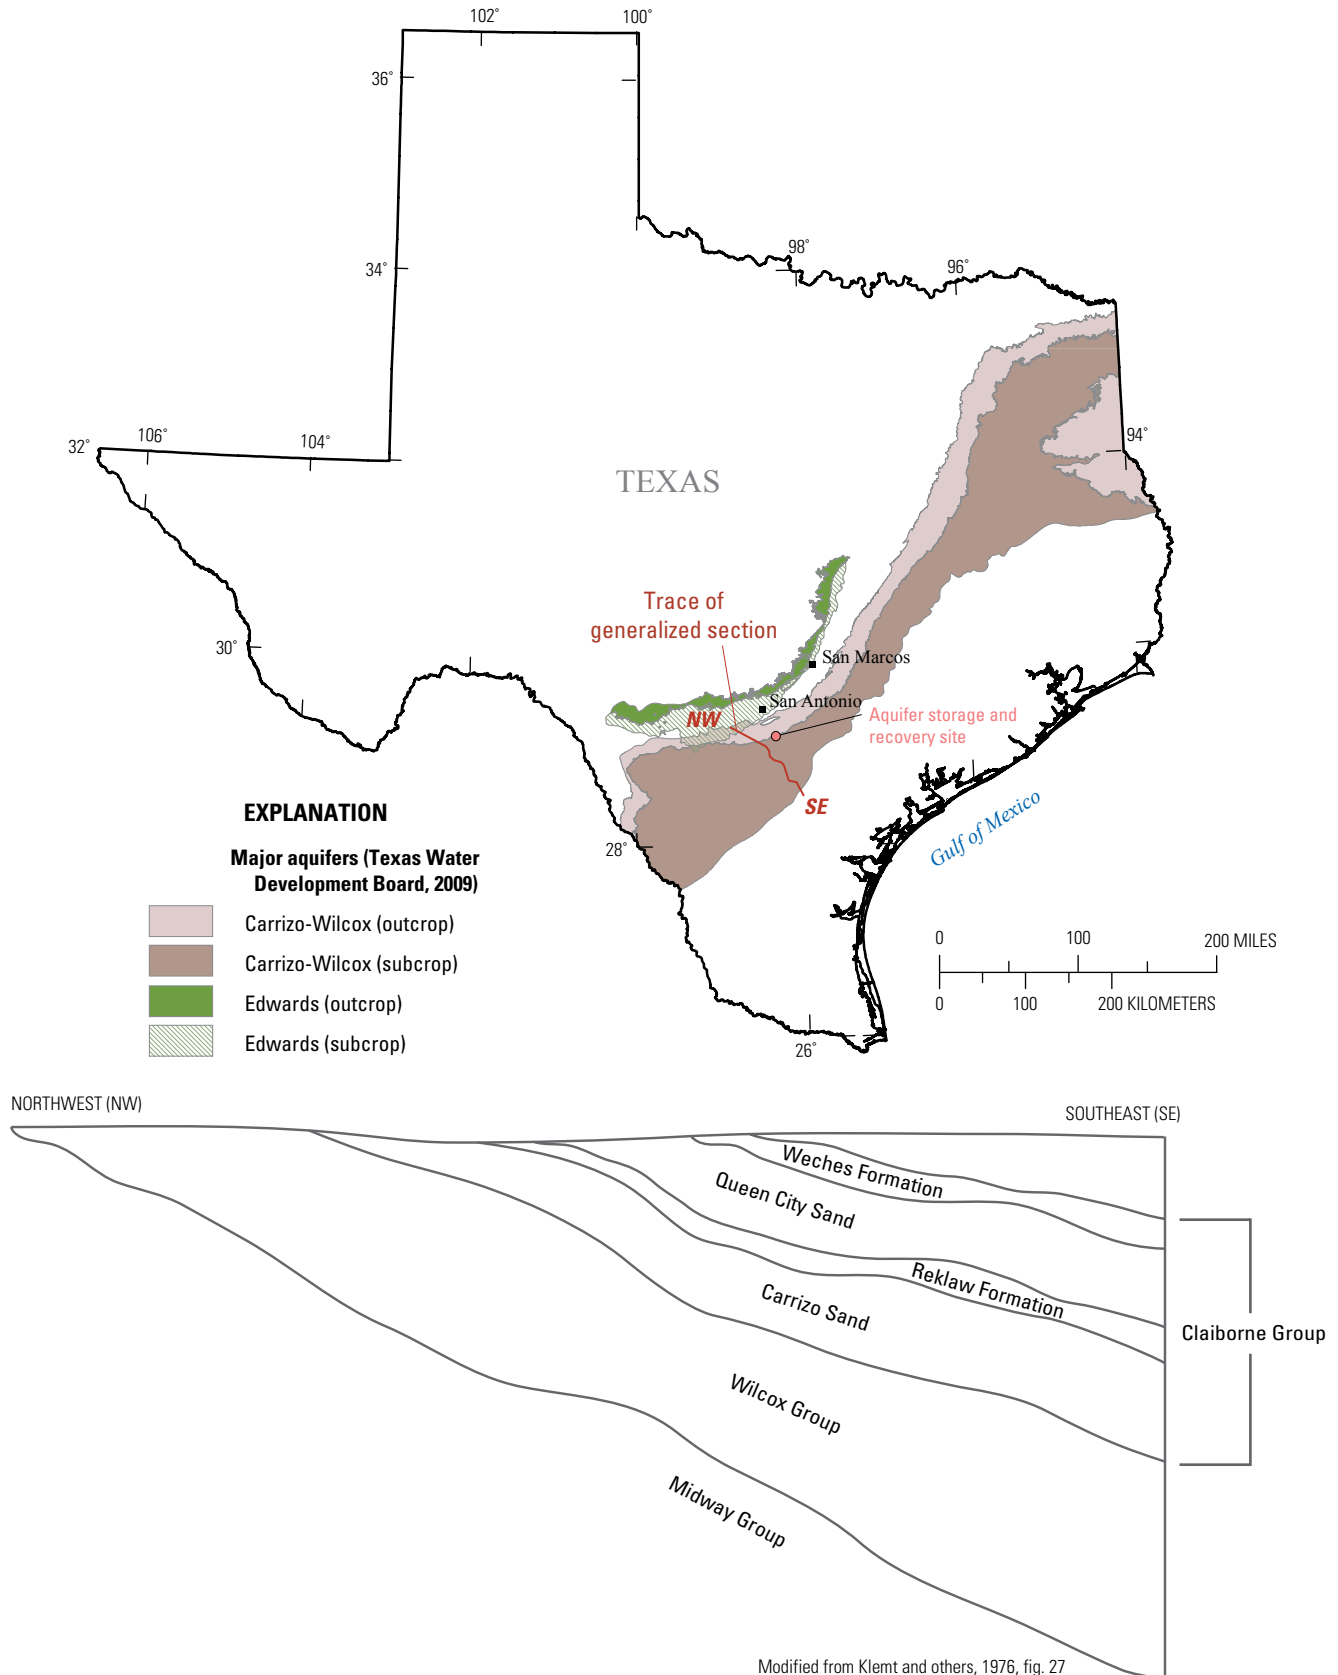 102°
100°
36°
34°
98°
96°
32°
106°
104°
94°
TEXAS
Trace of
generalized section
30°
San Marcos
San Antonio
NW
Aquifer storage and
recovery site
SE
Gulf of Mexico
28°
26°
EXPLANATION
Major aquifers (Texas Water
Development Board, 2009)
Carrizo-Wilcox (outcrop)
Carrizo-Wilcox (subcrop)
Edwards (outcrop)
Edwards (subcrop)
0 100 200 MILES
0 100 200 KILOMETERS
NORTHWEST (NW)
SOUTHEAST (SE)
Weches Formation
Queen City Sand
Reklaw Formation
Carrizo Sand
Claiborne Group
Wilcox Group
Midway Group
Modified from Klemt and others, 1976, fig. 27